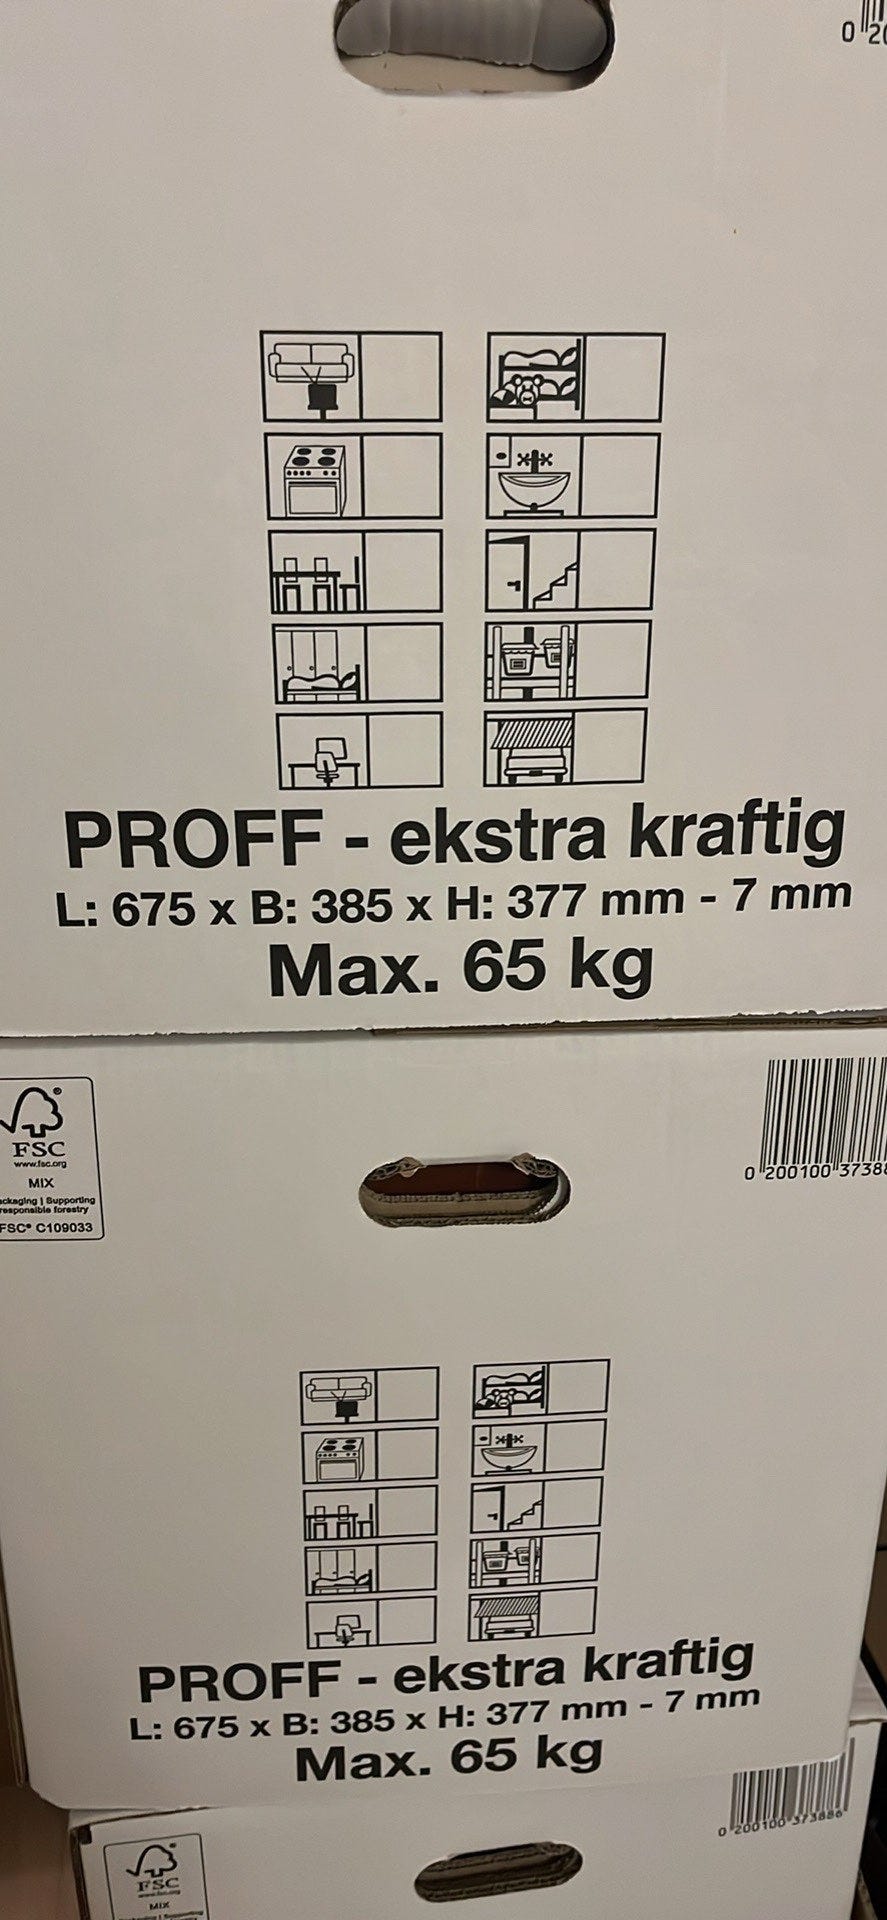 0 20
PROFF - ekstra kraftig
L: 675 x B: 385 x H: 377 mm - 7 mm
Max. 65 kg
FSC®
www.fsc.org
MIX
ckaging | Supporting
responsible forestry
FSC® C109033
0 200100 37388
PROFF - ekstra kraftig
L: 675 x B: 385 x H: 377 mm - 7 mm
Max. 65 kg
0 200100 373886
FSC
MIX